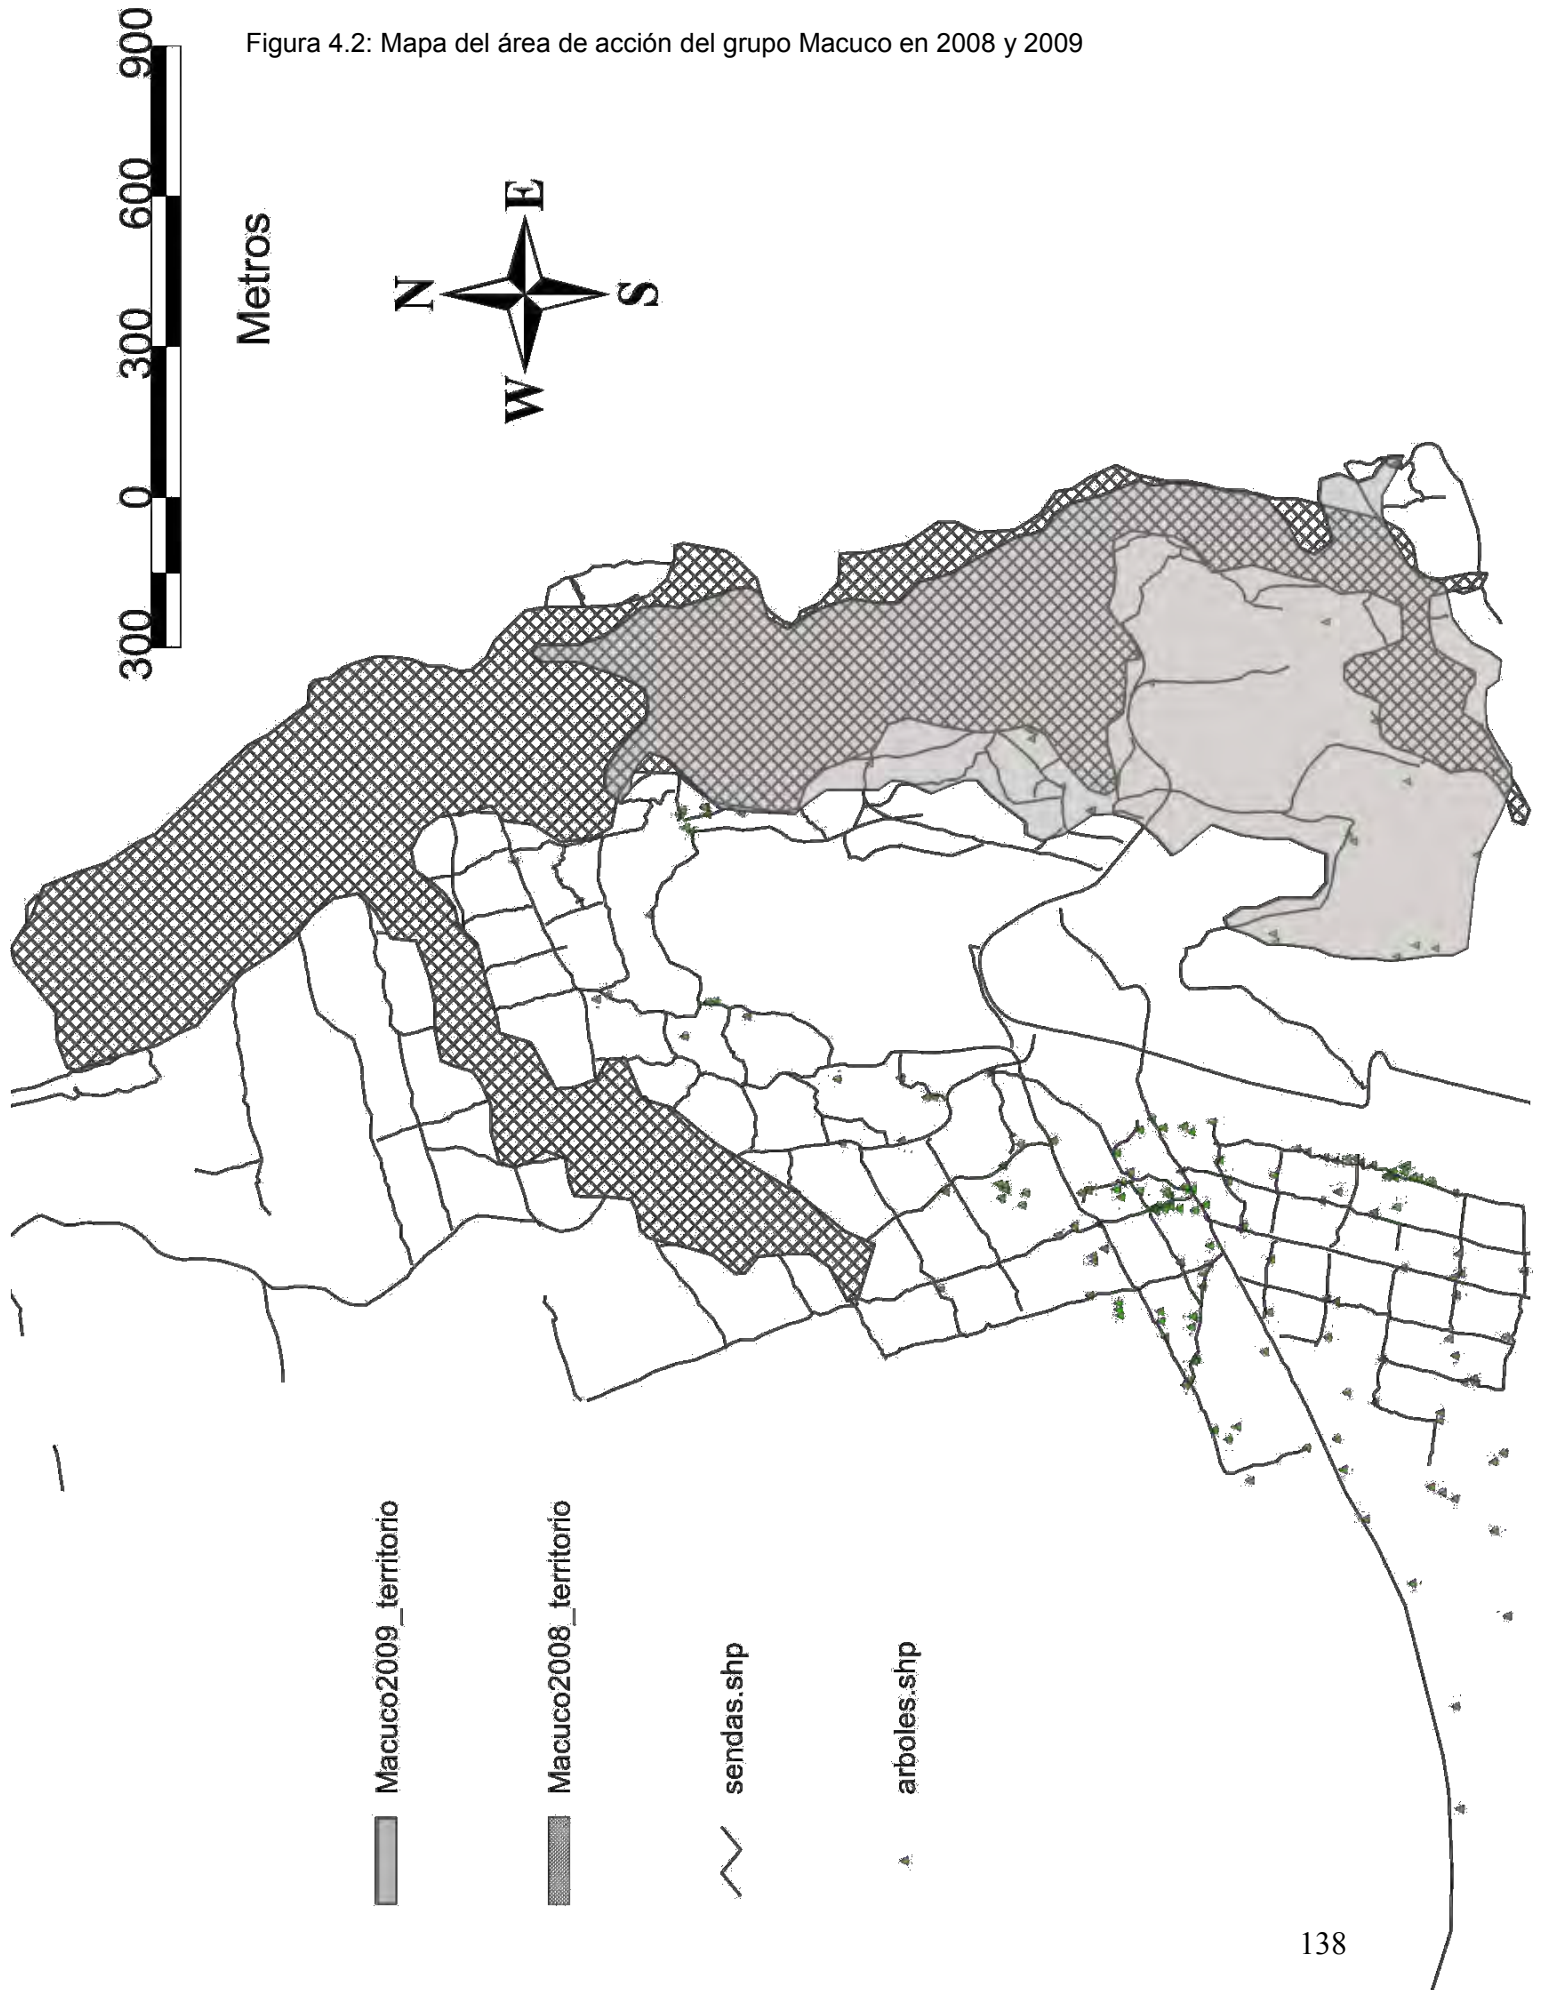 Figura 4.2: Mapa del área de acción del grupo Macuco en 2008 y 2009
300 0 300 600 900
Metros
N
W E
S
Macuco2009_territorio
Macuco2008_territorio
sendas.shp
arboles.shp
138